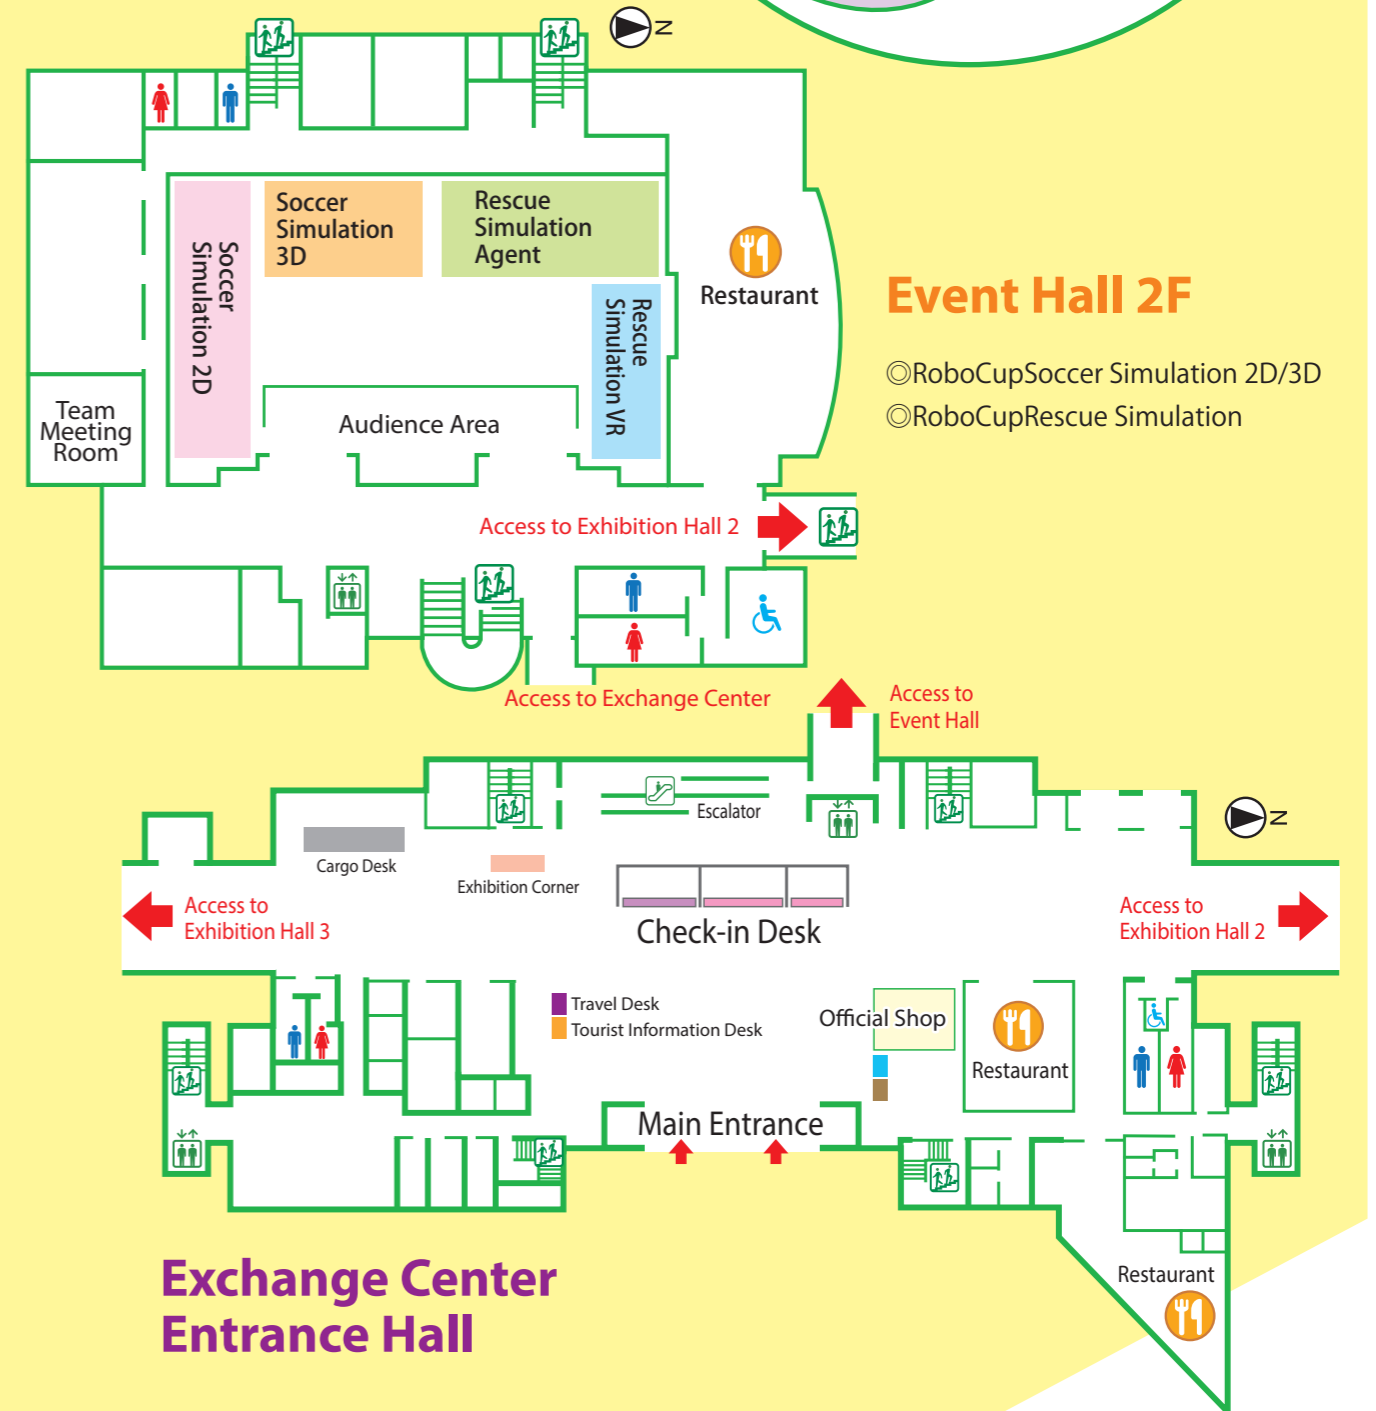 N
Soccer
Simulation 2D
Soccer
Simulation
3D
Rescue
Simulation
Agent
Rescue
Simulation VR
Restaurant
Event Hall 2F
◎RoboCupSoccer Simulation 2D/3D
◎RoboCupRescue Simulation
Team
Meeting
Room
Audience Area
Access to Exhibition Hall 2
Access to Exchange Center
Access to
Event Hall
Escalator
N
Cargo Desk
Exhibition Corner
Access to
Exhibition Hall 3
Check-in Desk
Access to
Exhibition Hall 2
Travel Desk
Tourist Information Desk
Official Shop
Restaurant
Main Entrance
Exchange Center
Entrance Hall
Restaurant